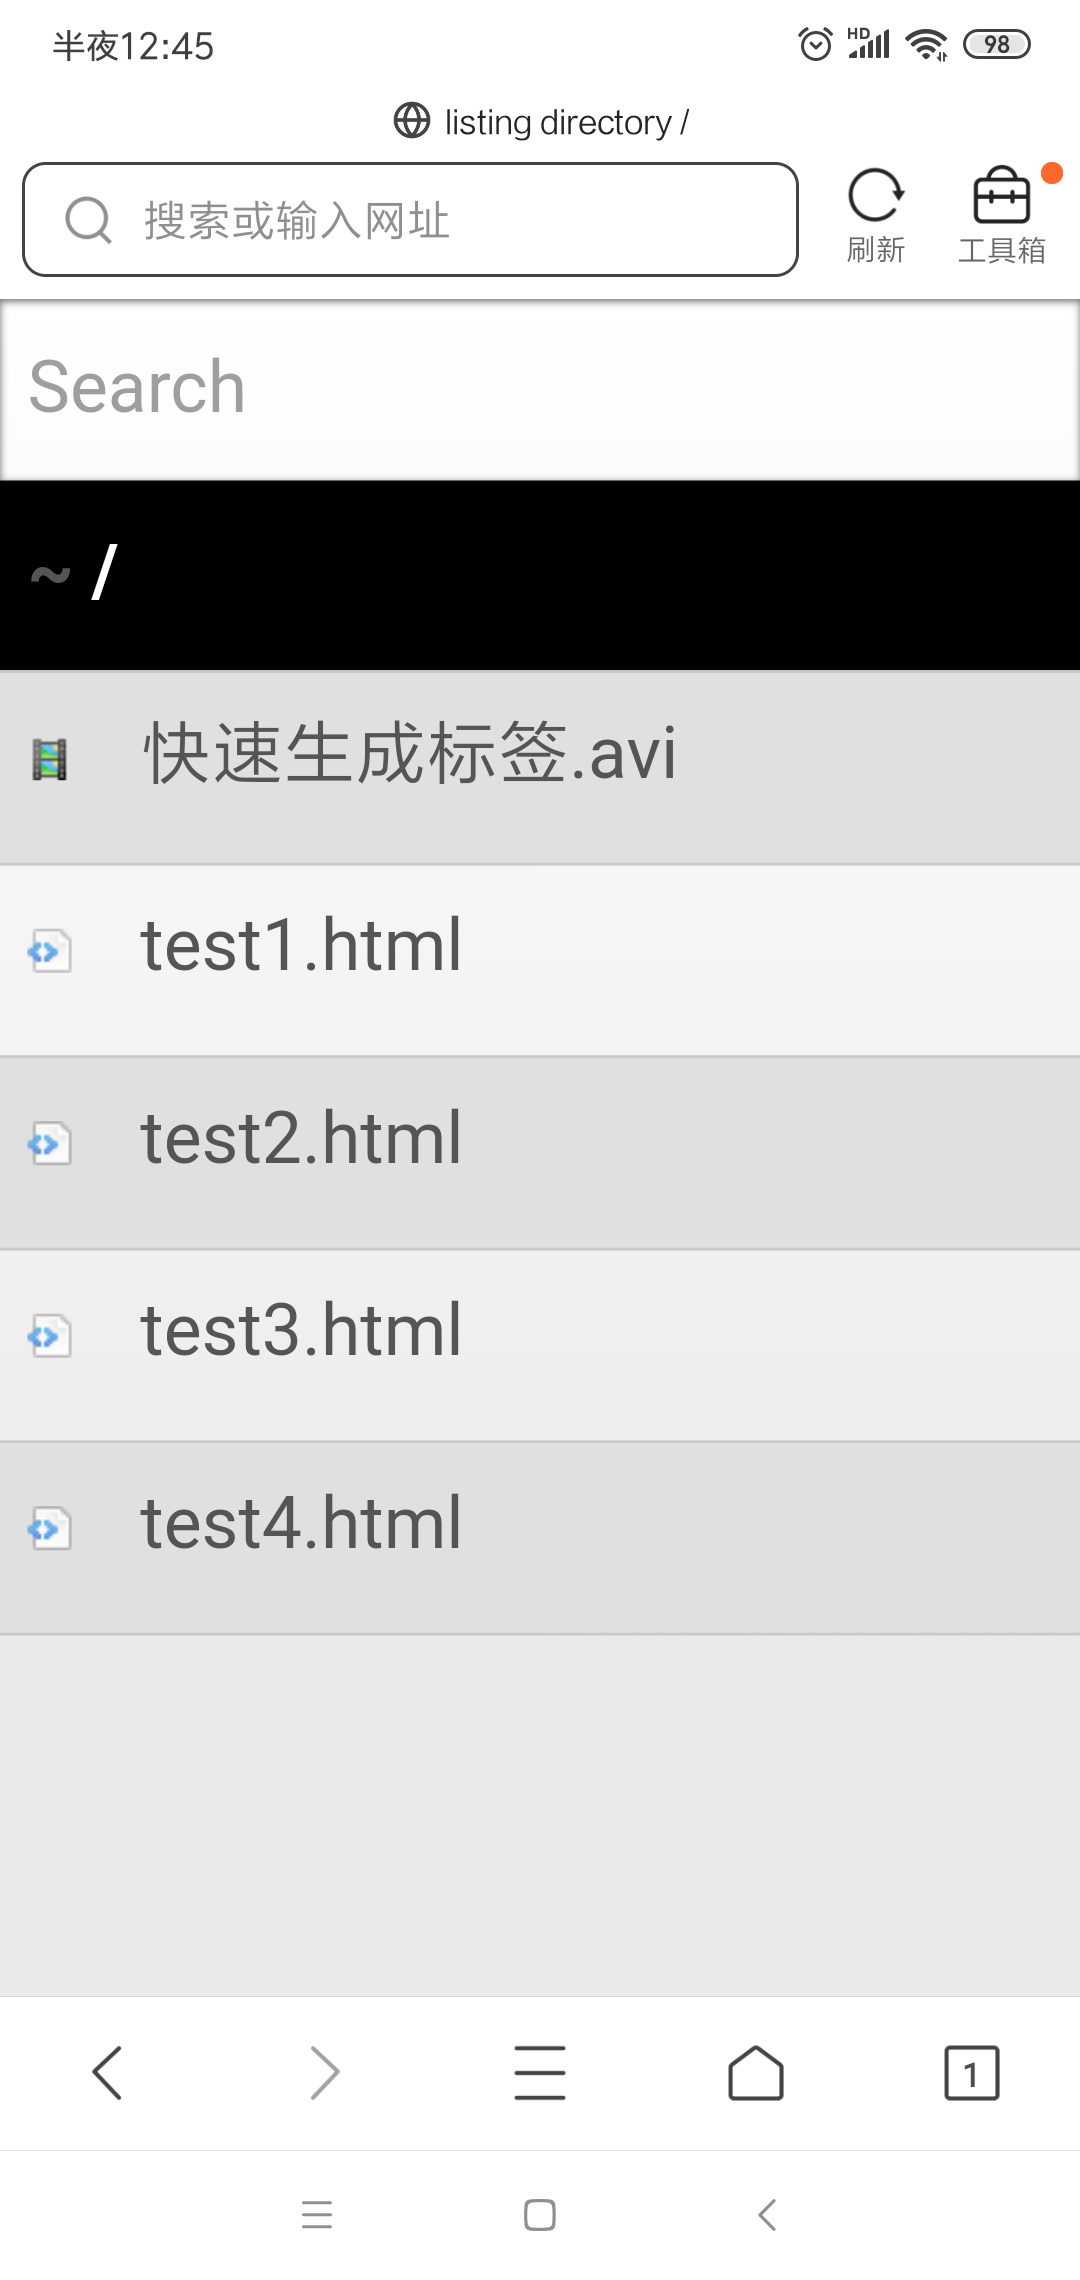 半夜12:45
HD
98
listing directory /
搜索或输入网址
刷新
工具箱
Search
~ /
快速生成标签.avi
test1.html
test2.html
test3.html
test4.html
1